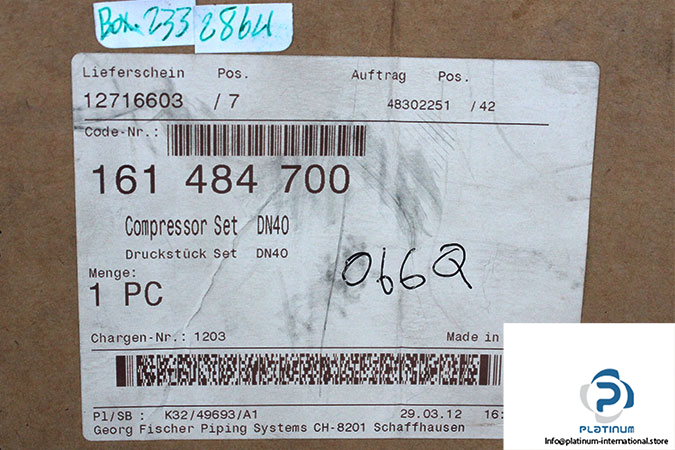 Box. 233 2864
Lieferschein Pos. Auftrag Pos.
12716603 / 7 48302251 / 42
Code-Nr.:
161 484 700
Compressor Set DN40
Druckstück Set DN40
Menge:
1 PC
066Q
Chargen-Nr.: 1203 Made in
Pl/SB : K32/49693/A1 29.03.12 16:
Georg Fischer Piping Systems CH-8201 Schaffhausen
PLATINUM
Info@platinum-international.store